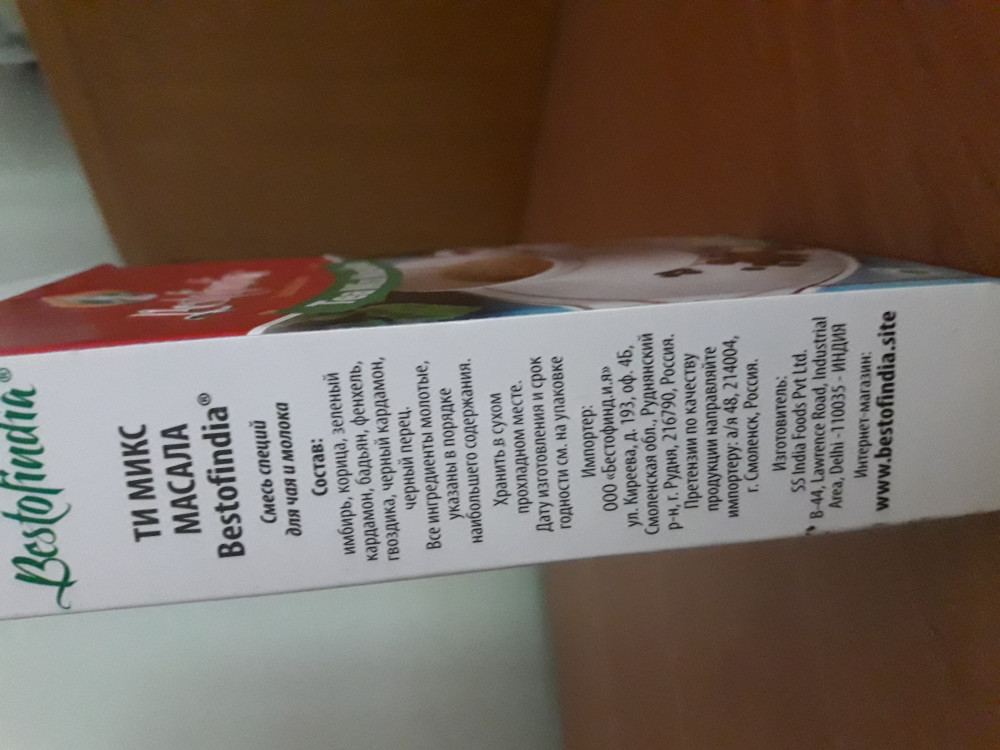 Bestofindia®
ТИ МИКС
МАСАЛА
Bestofindia®
Смесь специй
для чая и молока
Состав:
имбирь, корица, зеленый
кардамон, бадьян, фенхель,
гвоздика, черный кардамон,
черный перец.
Все ингредиенты молотые,
указаны в порядке
наибольшего содержания.
Хранить в сухом
прохладном месте.
Дату изготовления и срок
годности см. на упаковке
Импортер:
ООО «Бестофинд.и.я»
ул. Киреева, д. 193, оф. 4Б,
Смоленская обл., Руднянский
р-н, г. Рудня, 216790, Россия.
Претензии по качеству
продукции направляйте
импортеру: а/я 48, 214004,
г. Смоленск, Россия.
Изготовитель:
SS India Foods Pvt Ltd.
B-44, Lawrence Road, Industrial
Area, Delhi -110035 - ИНДИЯ
Интернет-магазин:
www.bestofindia.site